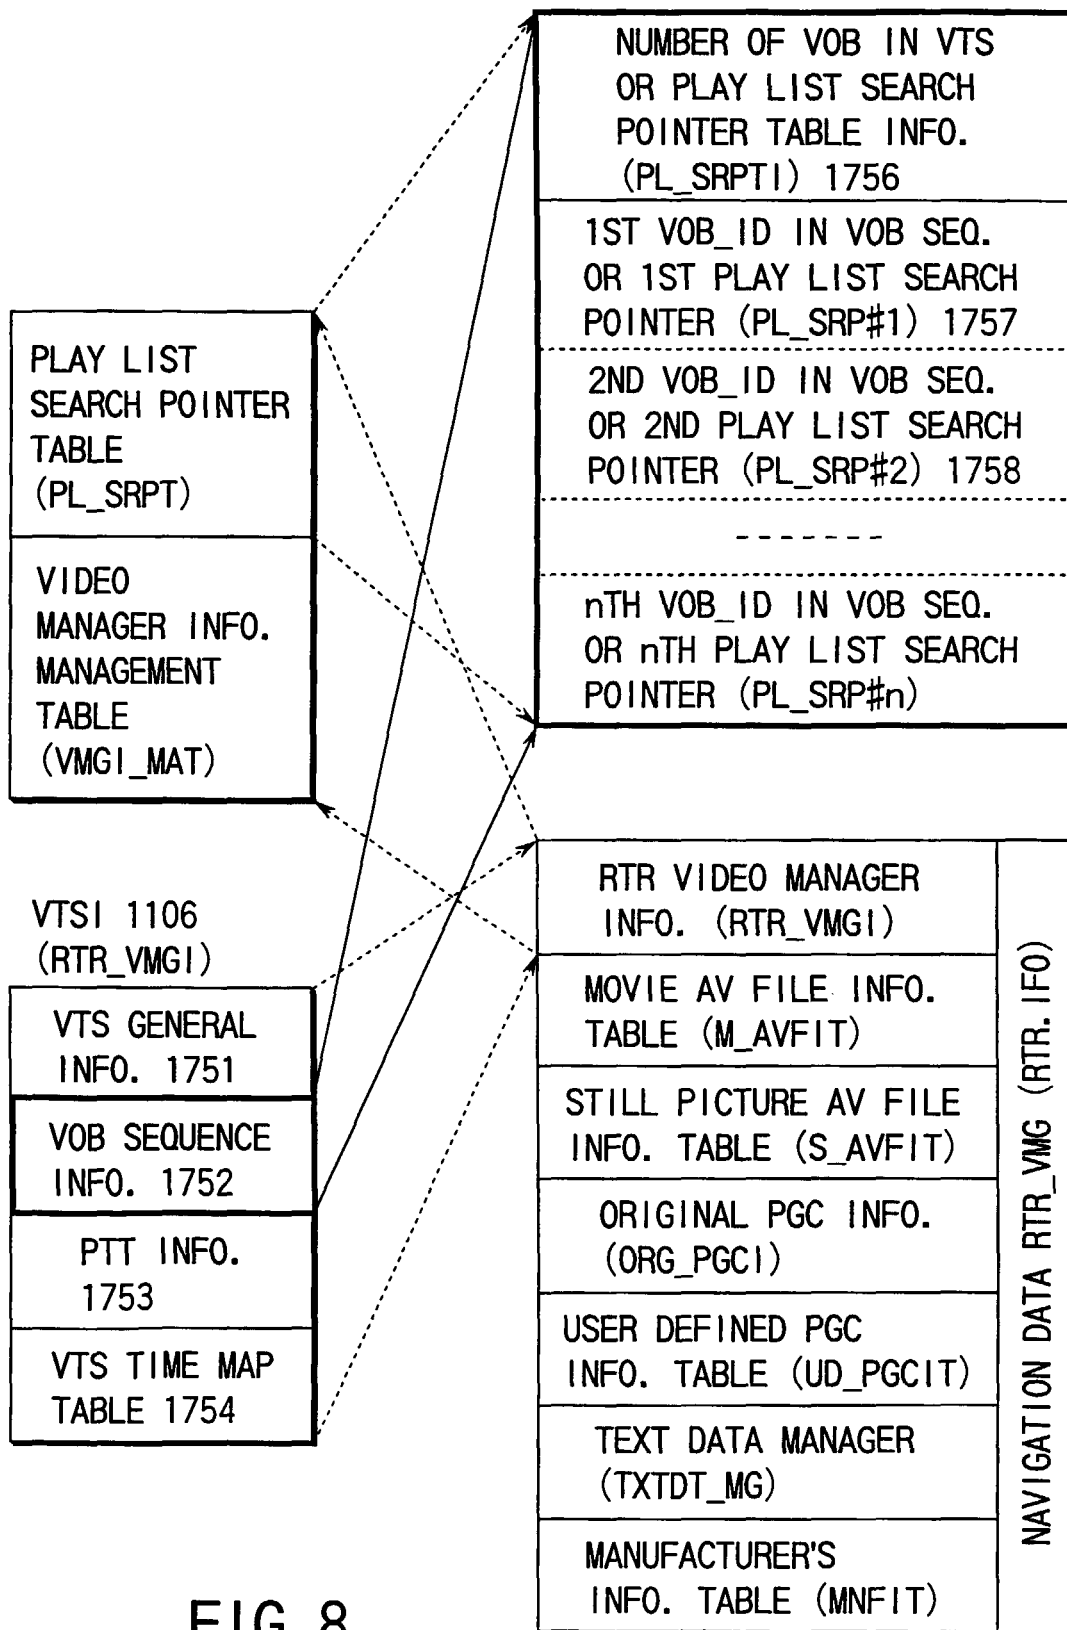 NUMBER OF VOB IN VTS
OR PLAY LIST SEARCH
POINTER TABLE INFO.
(PL_SRPTI) 1756
1ST VOB_ID IN VOB SEQ.
OR 1ST PLAY LIST SEARCH
POINTER (PL_SRP#1) 1757
2ND VOB_ID IN VOB SEQ.
OR 2ND PLAY LIST SEARCH
POINTER (PL_SRP#2) 1758
-------
nTH VOB_ID IN VOB SEQ.
OR nTH PLAY LIST SEARCH
POINTER (PL_SRP#n)
PLAY LIST
SEARCH POINTER
TABLE
(PL_SRPT)
VIDEO
MANAGER INFO.
MANAGEMENT
TABLE
(VMGI_MAT)
VTSI 1106
(RTR_VMGI)
VTS GENERAL
INFO. 1751
VOB SEQUENCE
INFO. 1752
PTT INFO.
1753
VTS TIME MAP
TABLE 1754
RTR VIDEO MANAGER
INFO. (RTR_VMGI)
MOVIE AV FILE INFO.
TABLE (M_AVFIT)
STILL PICTURE AV FILE
INFO. TABLE (S_AVFIT)
ORIGINAL PGC INFO.
(ORG_PGCI)
USER DEFINED PGC
INFO. TABLE (UD_PGCIT)
TEXT DATA MANAGER
(TXTDT_MG)
MANUFACTURER'S
INFO. TABLE (MNFIT)
NAVIGATION DATA RTR_VMG (RTR.IFO)
FIG. 8